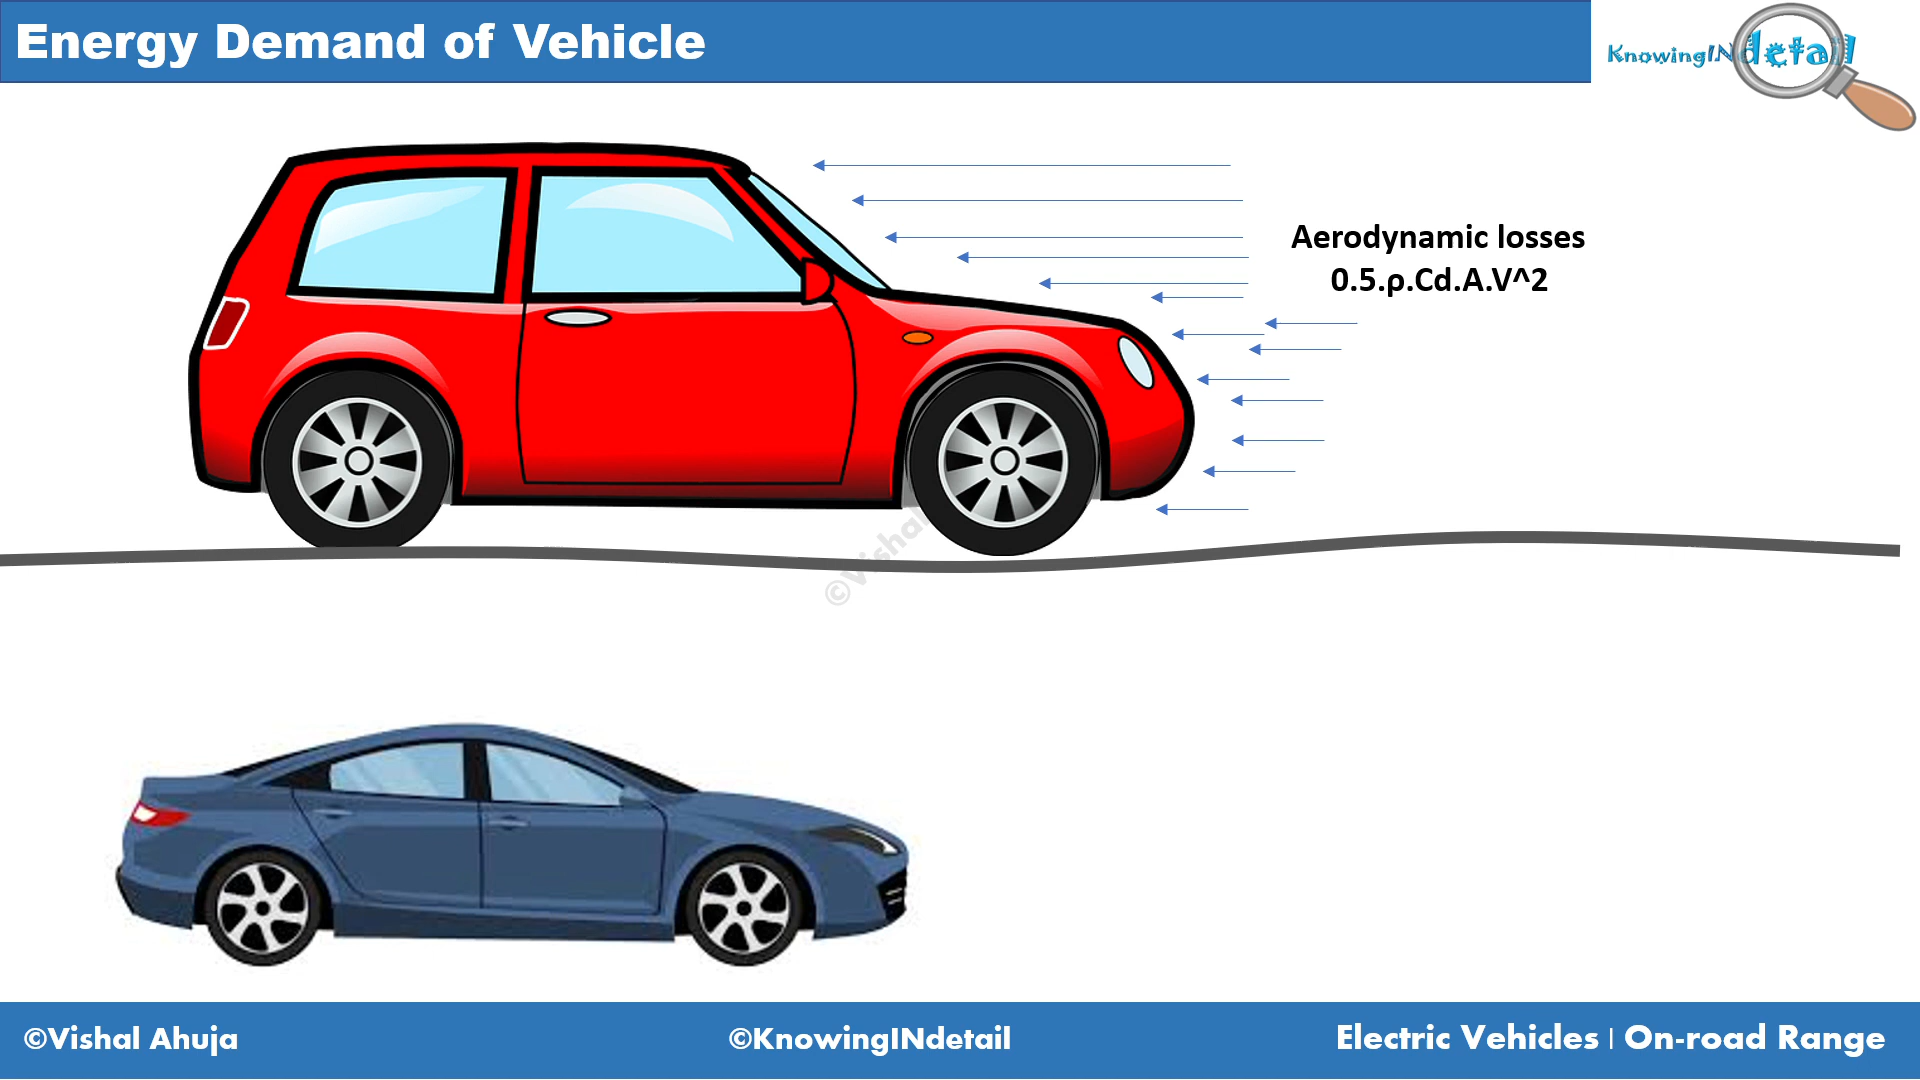 Energy Demand of Vehicle
KnowingINdetail
Aerodynamic losses
0.5.ρ.Cd.A.V^2
©Vishal
©Vishal Ahuja
©KnowingINdetail
Electric Vehicles | On-road Range